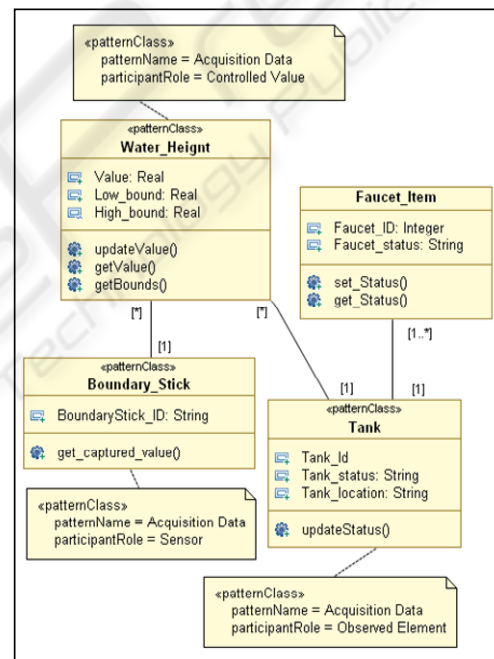 «patternClass»
patternName = Acquisition Data
participantRole = Controlled Value
«patternClass»
Water_Heignt
Value: Real
Low_bound: Real
High_bound: Real
updateValue()
getValue()
getBounds()
Faucet_Item
Faucet_ID: Integer
Faucet_status: String
set_Status()
get_Status()
[*]
[*]
[1..*]
[1]
[1]
[1]
«patternClass»
Boundary_Stick
BoundaryStick_ID: String
get_captured_value()
«patternClass»
Tank
Tank_Id
Tank_status: String
Tank_location: String
updateStatus()
«patternClass»
patternName = Acquisition Data
participantRole = Sensor
«patternClass»
patternName = Acquisition Data
participantRole = Observed Element
Technology Public